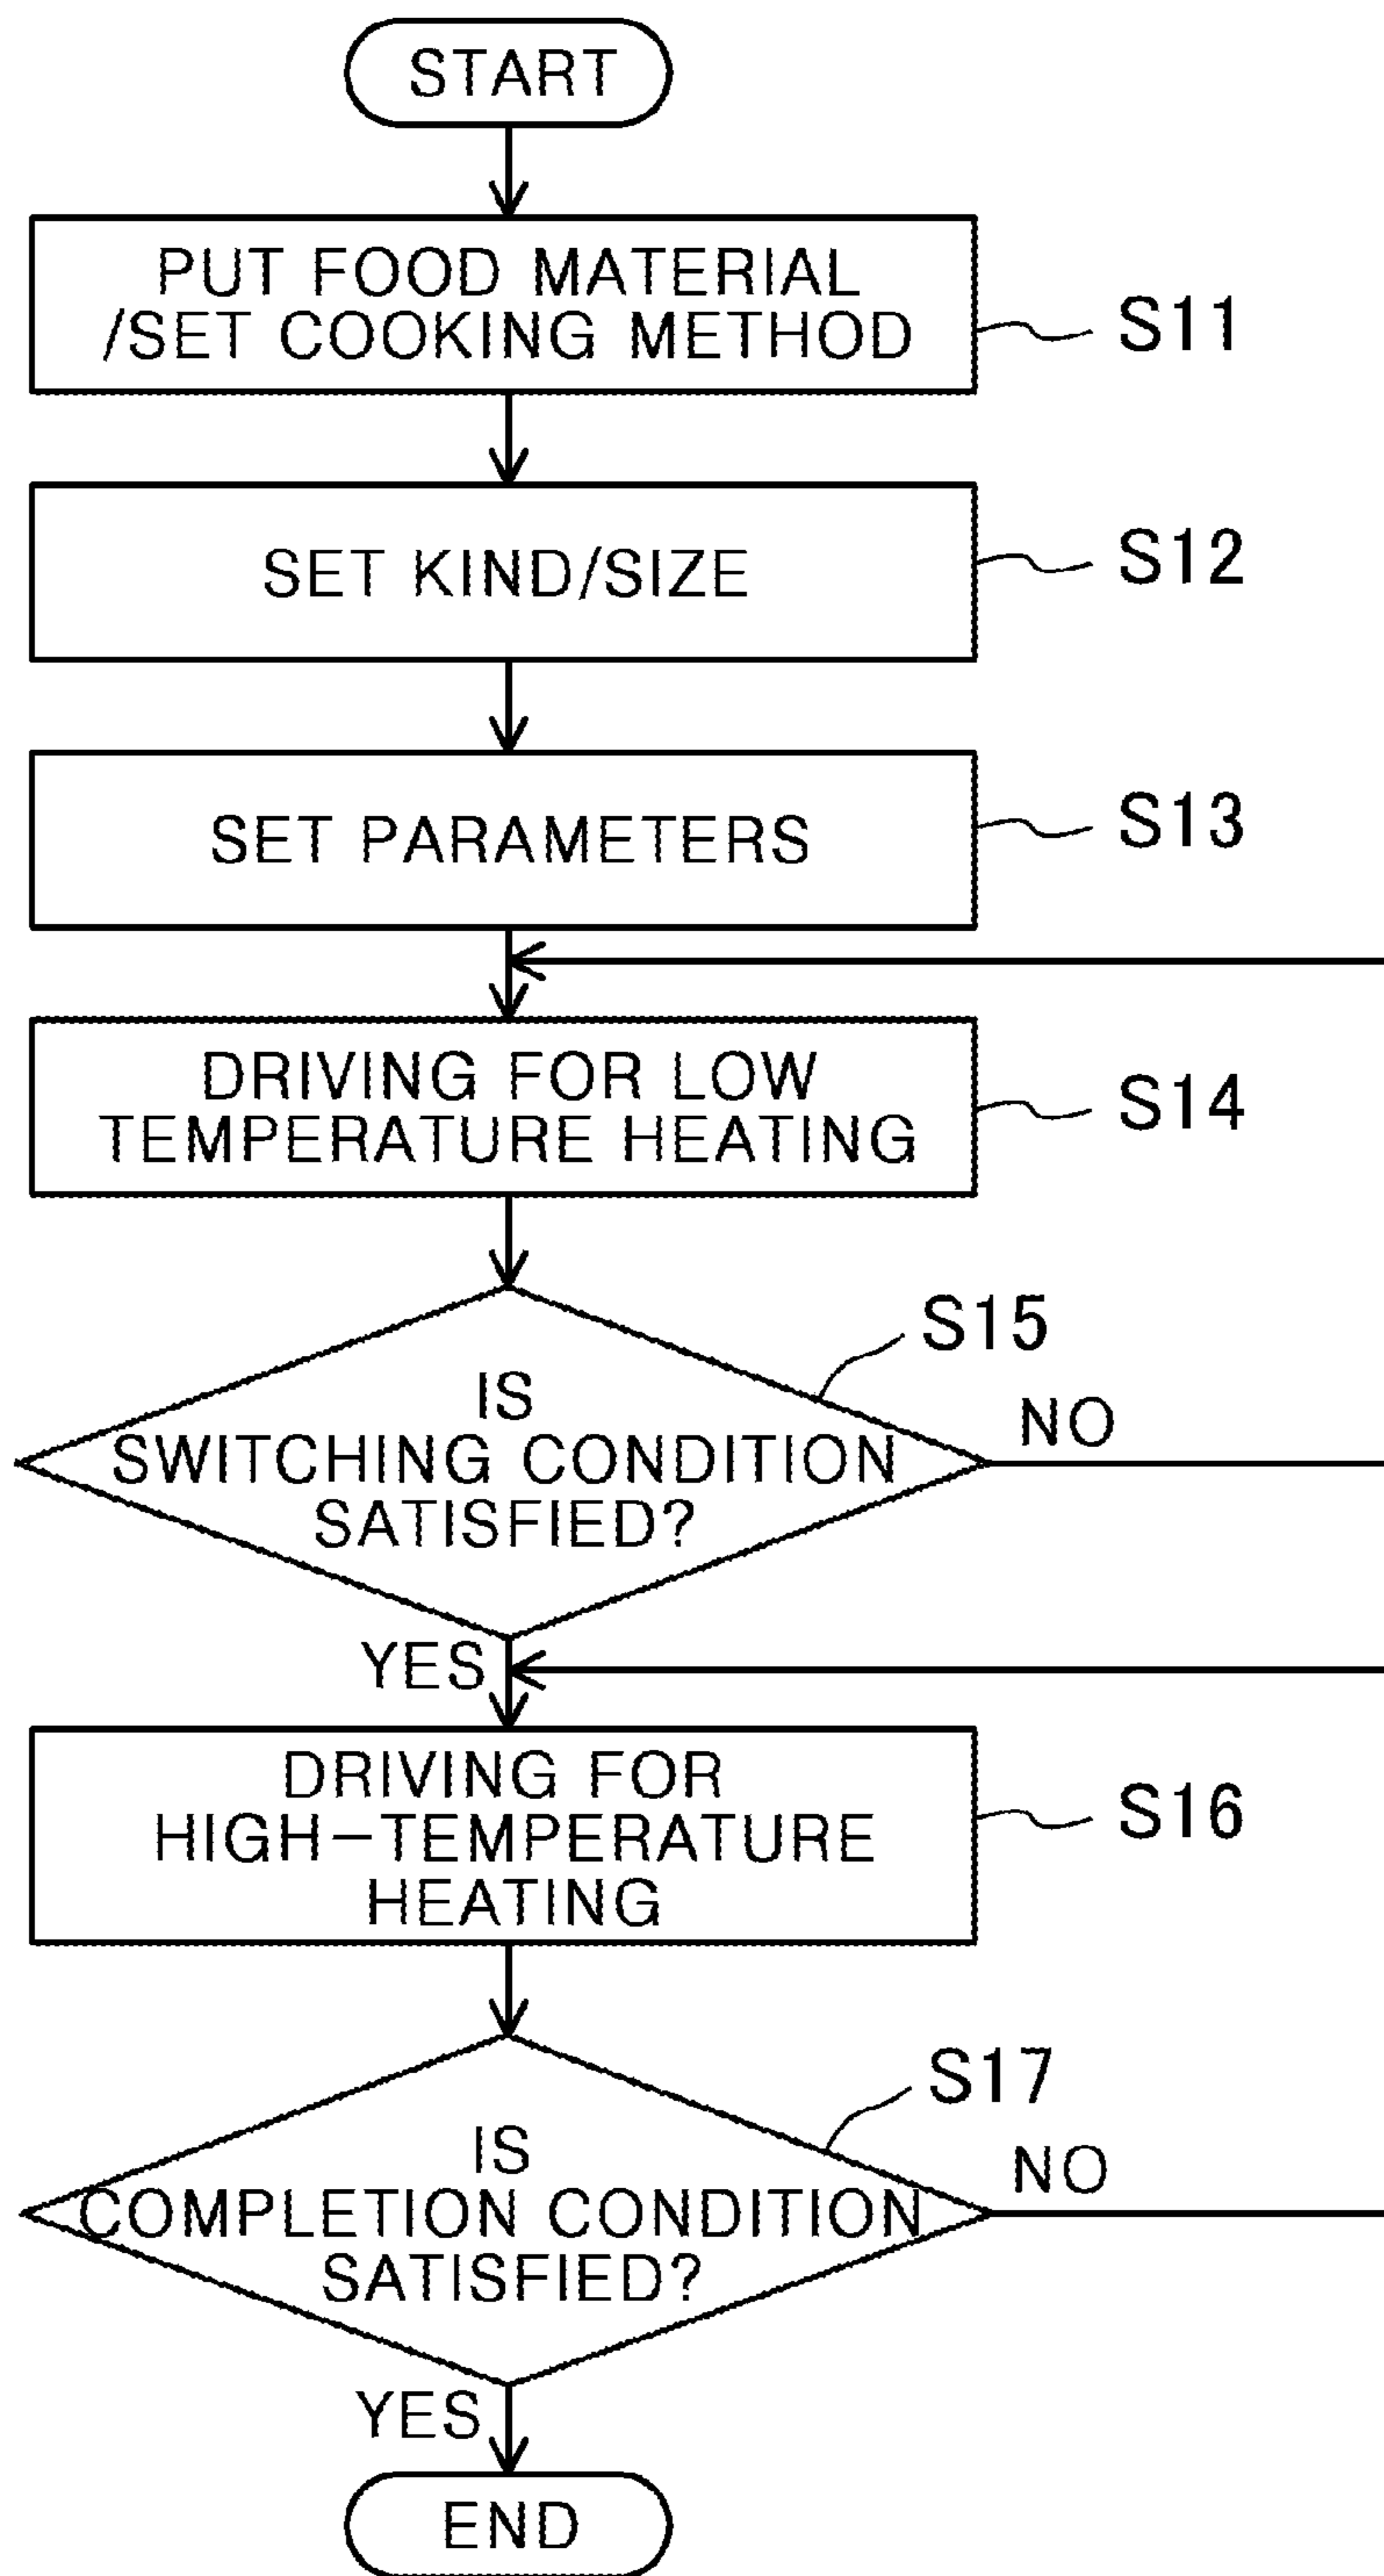 START
PUT FOOD MATERIAL
/SET COOKING METHOD
S11
SET KIND/SIZE
S12
SET PARAMETERS
S13
DRIVING FOR LOW
TEMPERATURE HEATING
S14
S15
IS
SWITCHING CONDITION
SATISFIED?
NO
YES
DRIVING FOR
HIGH-TEMPERATURE
HEATING
S16
S17
IS
COMPLETION CONDITION
SATISFIED?
NO
YES
END